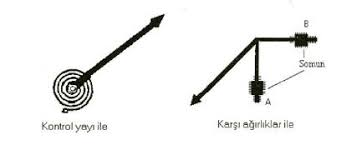 B
Somun
A
Kontrol yayı ile
Karşı ağırlıklar ile